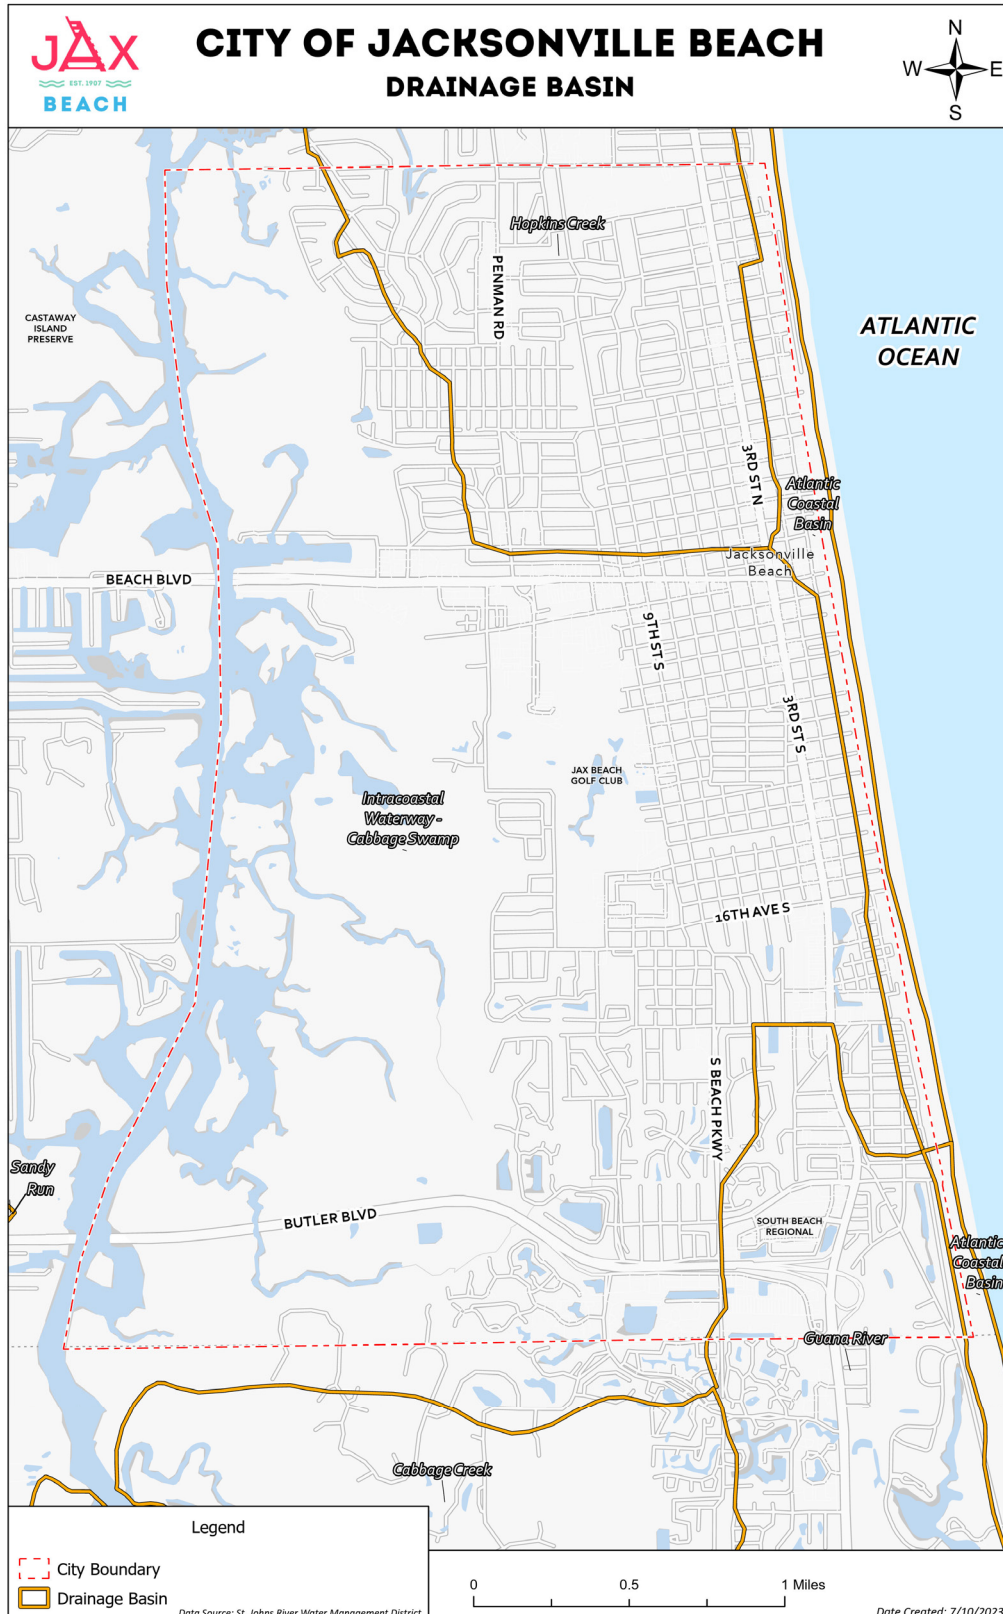 JAX
EST. 1907
BEACH
CITY OF JACKSONVILLE BEACH
DRAINAGE BASIN
N
W E
S
Hopkins Creek
PENMAN RD
CASTAWAY
ISLAND
PRESERVE
ATLANTIC
OCEAN
3RD ST N
Atlantic
Coastal
Basin
Jacksonville
Beach
BEACH BLVD
9TH ST S
3RD ST S
JAX BEACH
GOLF CLUB
Intracoastal
Waterway -
Cabbage Swamp
16TH AVE S
S BEACH PKWY
Sandy
Run
BUTLER BLVD
SOUTH BEACH
REGIONAL
Atlantic
Coastal
Basin
Guana River
Cabbage Creek
Legend
City Boundary
Drainage Basin
Data Source: St. Johns River Water Management District
0 0.5 1 Miles
Date Created: 7/10/2023